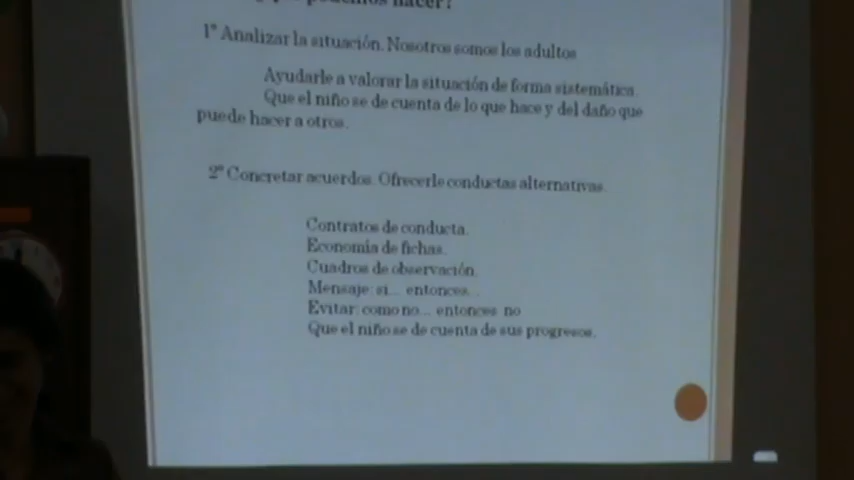 podemos hacer?
1º Analizar la situación. Nosotros somos los adultos
Ayudarle a valorar la situación de forma sistemática.
Que el niño se de cuenta de lo que hace y del daño que
puede hacer a otros.
2º Concretar acuerdos. Ofrecerle conductas alternativas.
Contratos de conducta.
Economía de fichas.
Cuadros de observación.
Mensaje: si... entonces...
Evitar: como no... entonces no
Que el niño se de cuenta de sus progresos.